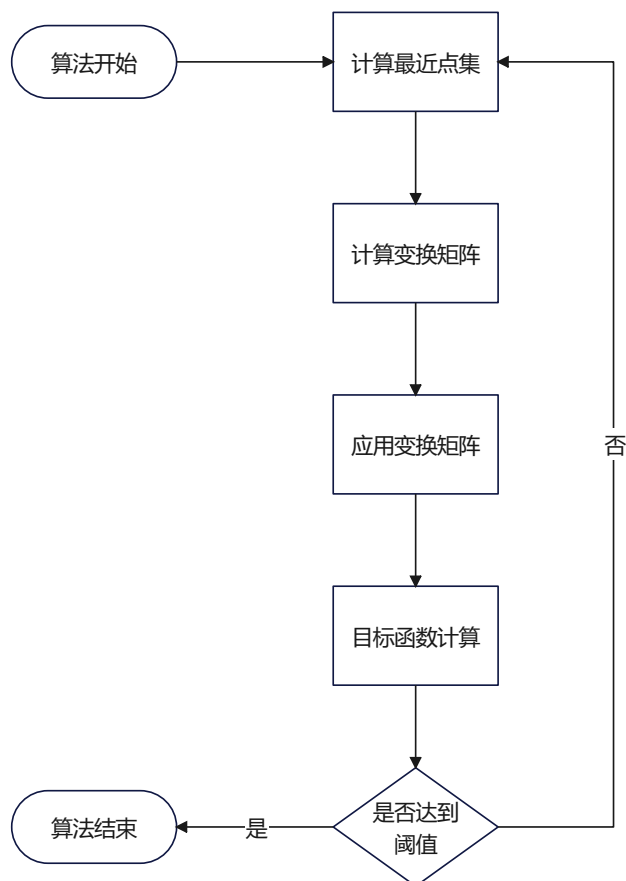 算法开始
计算最近点集
计算变换矩阵
应用变换矩阵
否
目标函数计算
是否达到
阈值
是
算法结束